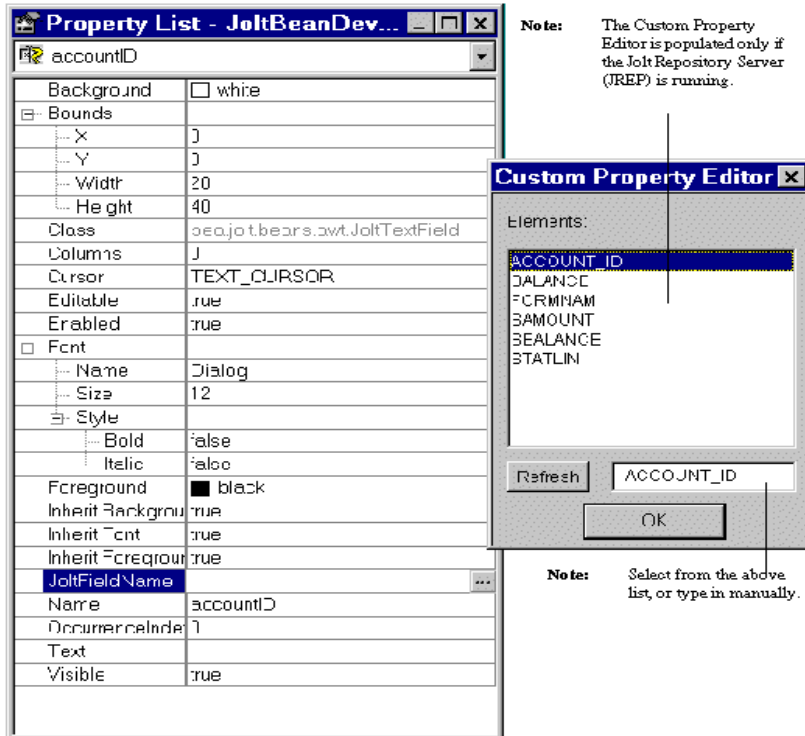 Property List - JoltBeanDev...
accountID
Background white
Bounds
X 0
Y 0
Width 20
Height 40
Class bea.jolt.beans.awt.JoltTextField
Columns 0
Cursor TEXT_CURSOR
Editable true
Enabled true
Font
Name Dialog
Size 12
Style
Bold false
Italic false
Foreground black
Inherit Backgrou true
Inherit Font true
Inherit Foregrour true
JoltFieldName ...
Name accountID
OccurrenceIndex 0
Text
Visible true
Note: The Custom Property
Editor is populated only if
the Jolt Repository Server
(JREP) is running.
Custom Property Editor
Elements:
ACCOUNT_ID
BALANCE
FORMNAM
SAMOUNT
SBALANCE
STATLIN
Refresh ACCOUNT_ID
OK
Note: Select from the above
list, or type in manually.